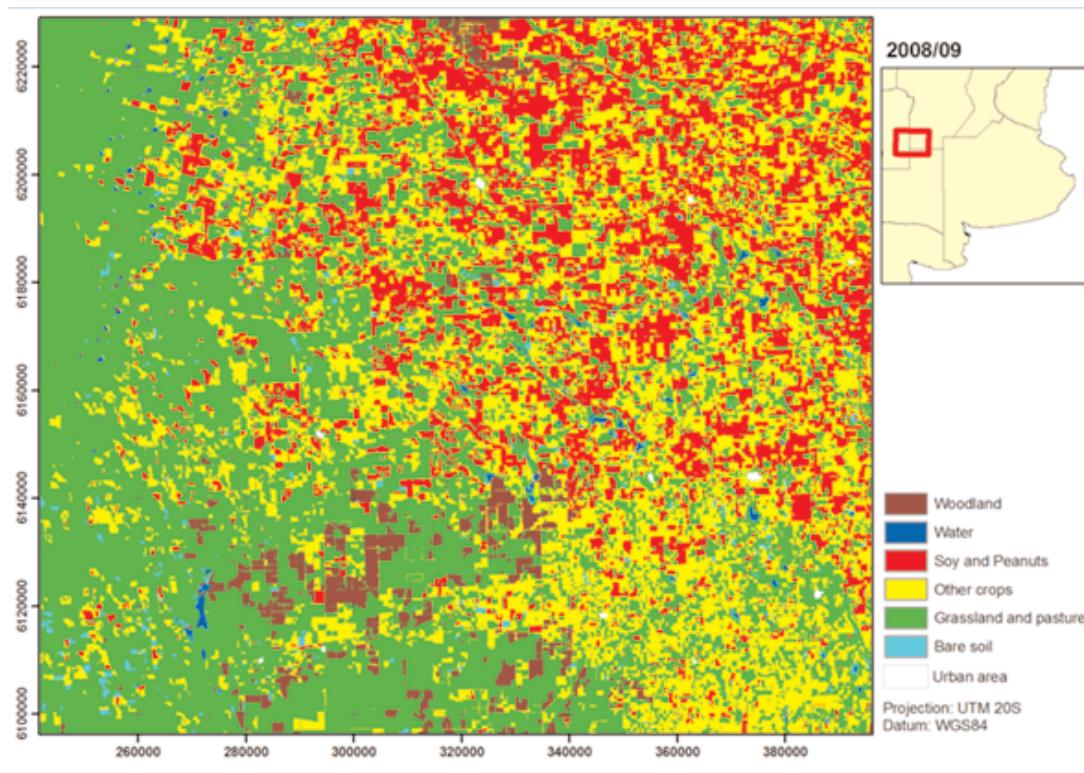 2008/09
6220000
6200000
6180000
6160000
6140000
6120000
6100000
260000
280000
300000
320000
340000
360000
380000
Woodland
Water
Soy and Peanuts
Other crops
Grassland and pasture
Bare soil
Urban area
Projection: UTM 20S
Datum: WGS84